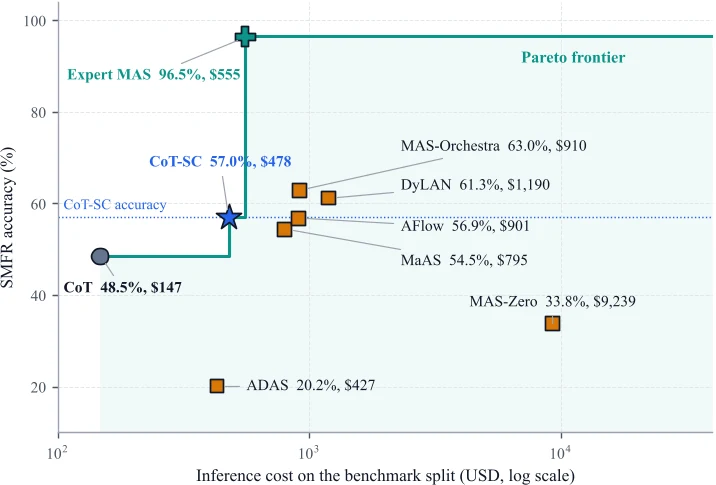 100
Pareto frontier
Expert MAS 96.5%, $555
80
MAS-Orchestra 63.0%, $910
CoT-SC 57.0%, $478
DyLAN 61.3%, $1,190
CoT-SC accuracy
60
AFlow 56.9%, $901
MaAS 54.5%, $795
CoT 48.5%, $147
40
MAS-Zero 33.8%, $9,239
20
ADAS 20.2%, $427
SMFR accuracy (%)
10² 10³ 10⁴
Inference cost on the benchmark split (USD, log scale)